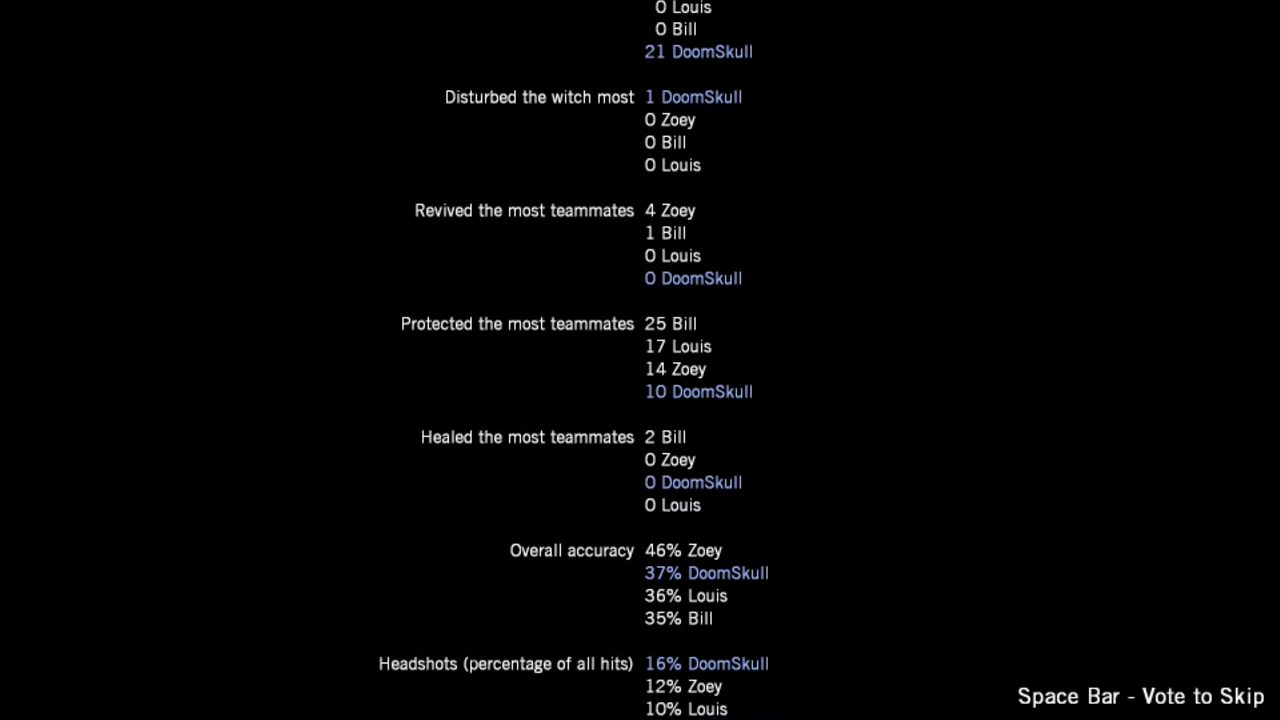 0 Louis
0 Bill
21 DoomSkull
Disturbed the witch most 1 DoomSkull
0 Zoey
0 Bill
0 Louis
Revived the most teammates 4 Zoey
1 Bill
0 Louis
0 DoomSkull
Protected the most teammates 25 Bill
17 Louis
14 Zoey
10 DoomSkull
Healed the most teammates 2 Bill
0 Zoey
0 DoomSkull
0 Louis
Overall accuracy 46% Zoey
37% DoomSkull
36% Louis
35% Bill
Headshots (percentage of all hits) 16% DoomSkull
12% Zoey
10% Louis
Space Bar - Vote to Skip